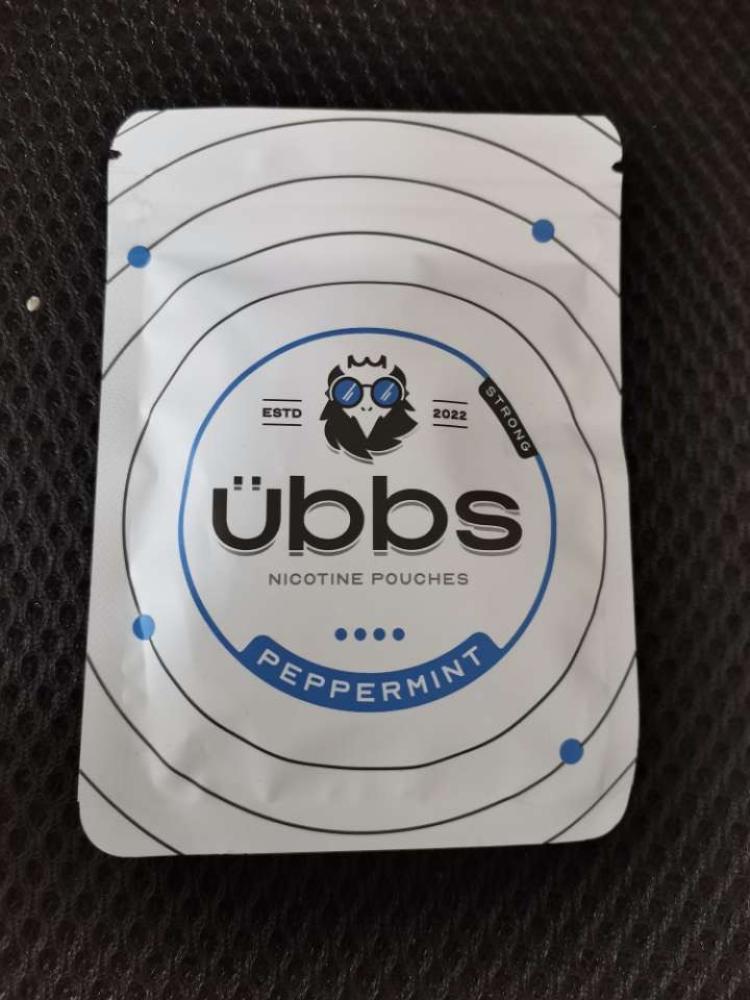 ESTD 2022
STRONG
übbs
NICOTINE POUCHES
PEPPERMINT